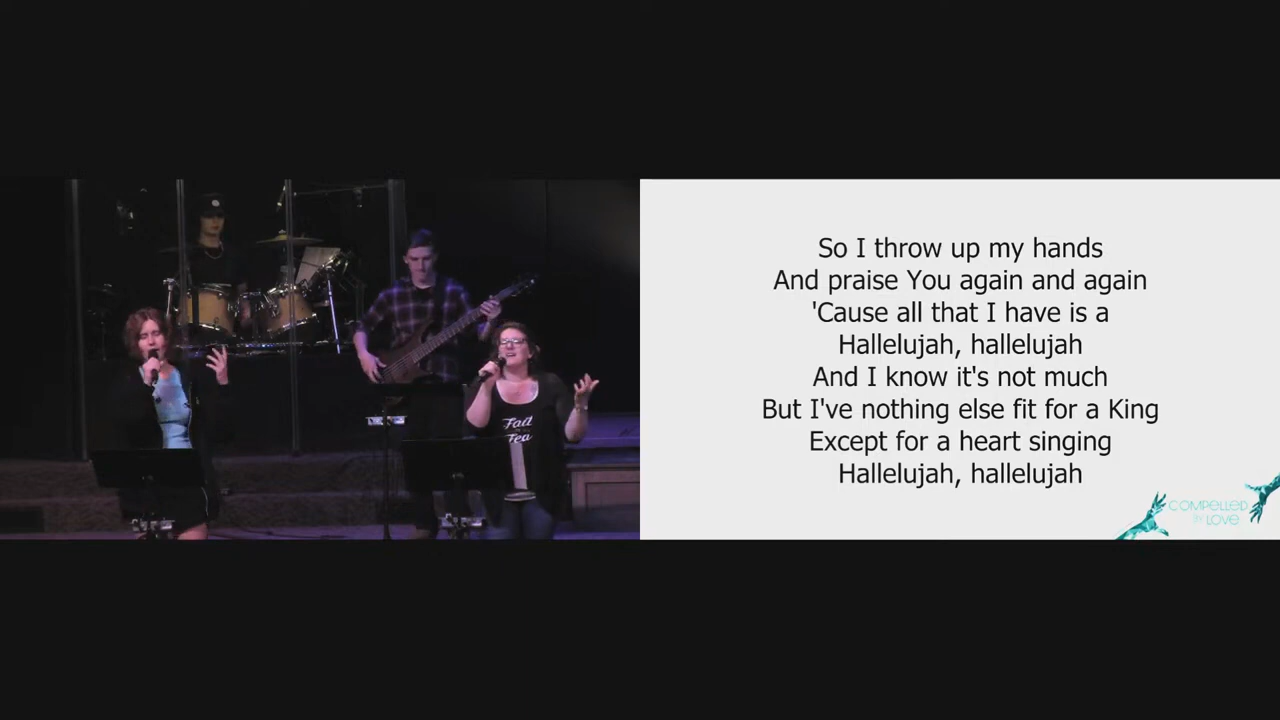 So I throw up my hands
And praise You again and again
'Cause all that I have is a
Hallelujah, hallelujah
And I know it's not much
But I've nothing else fit for a King
Except for a heart singing
Hallelujah, hallelujah
COMPELLED
BY LOVE